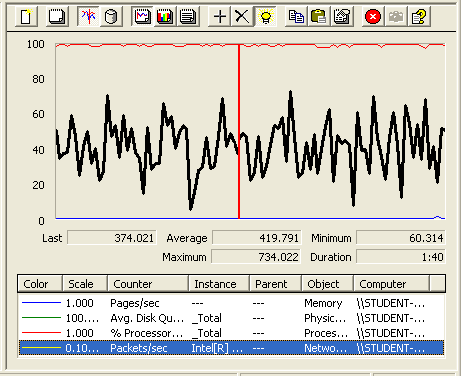 100
80
60
40
20
0
Last 374.021 Average 419.791 Minimum 60.314
Maximum 734.022 Duration 1:40
Color Scale Counter Instance Parent Object Computer
1.000 Pages/sec --- --- Memory \\STUDENT-...
100.... Avg. Disk Qu... _Total --- Physic... \\STUDENT-...
1.000 % Processor... _Total --- Proces... \\STUDENT-...
0.10... Packets/sec Intel[R] ... --- Netwo... \\STUDENT-...